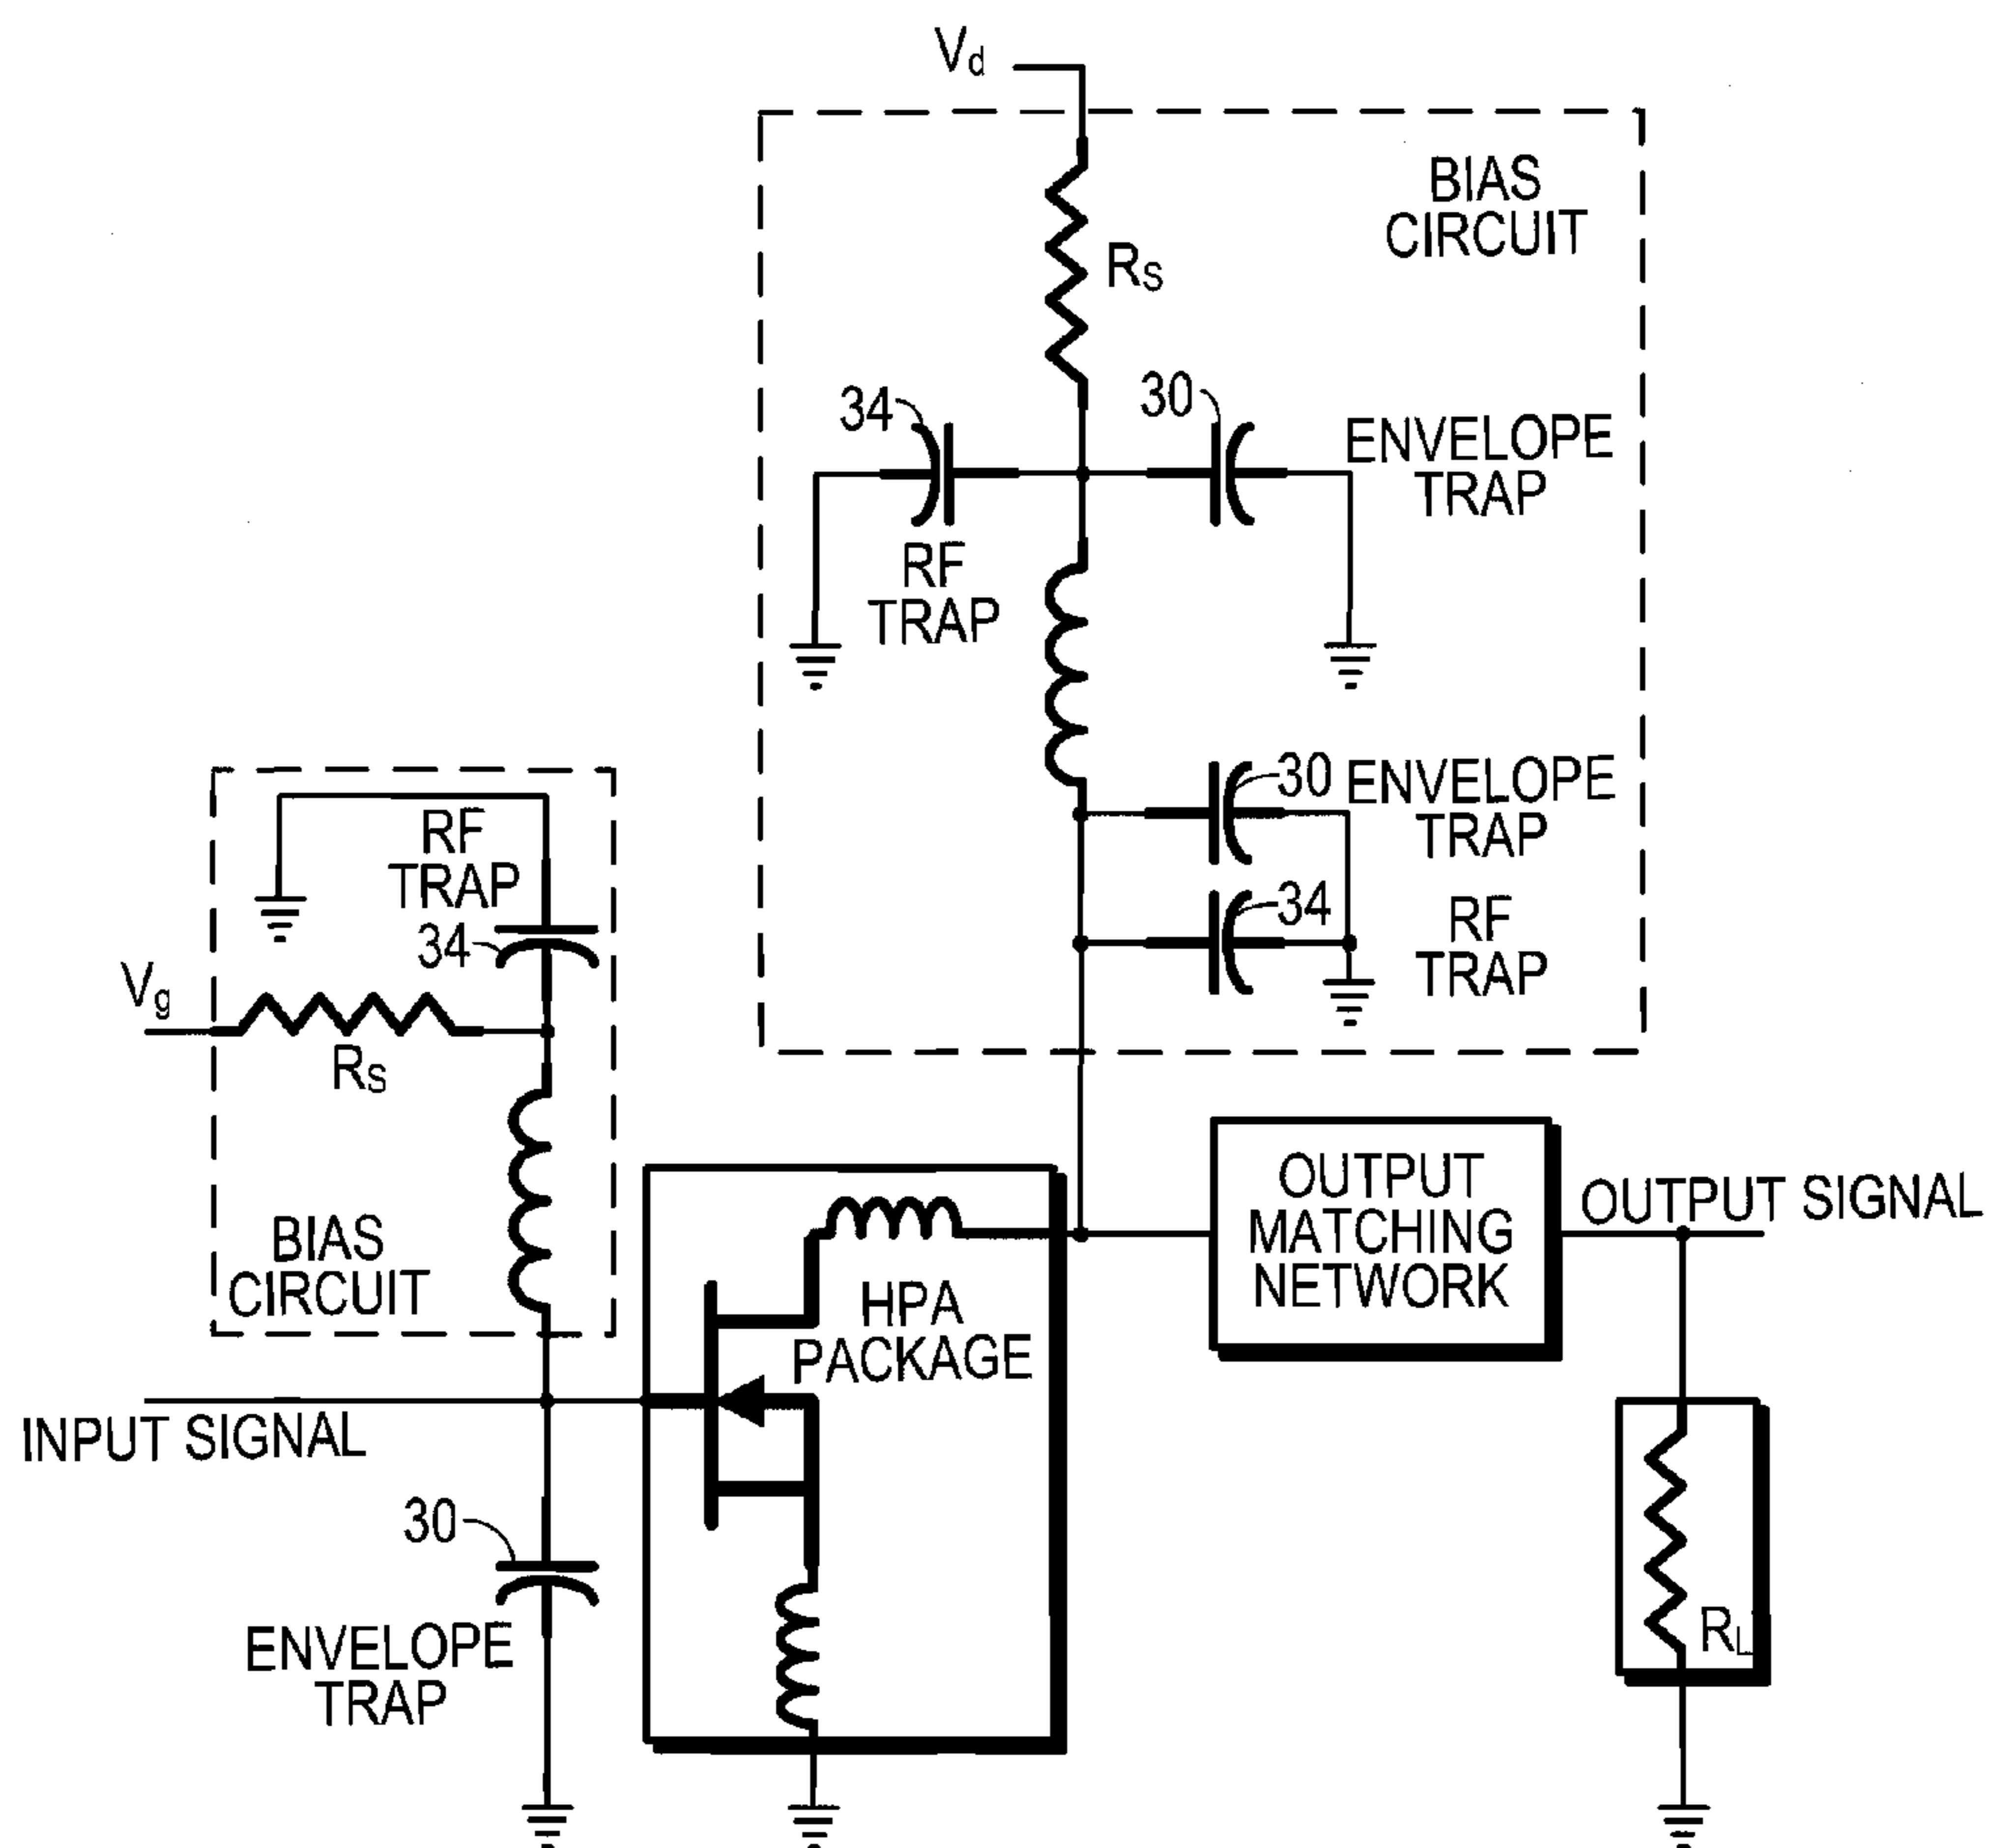 Vd
BIAS
CIRCUIT
RS
34
30
ENVELOPE
TRAP
RF
TRAP
30
ENVELOPE
TRAP
34
RF
TRAP
RF
TRAP
34
Vg
RS
BIAS
CIRCUIT
OUTPUT
MATCHING
NETWORK
OUTPUT SIGNAL
HPA
PACKAGE
INPUT SIGNAL
30
ENVELOPE
TRAP
RL